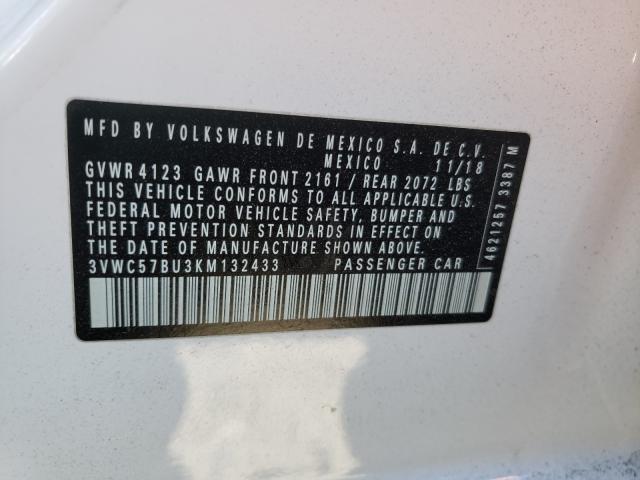 MFD BY VOLKSWAGEN DE MEXICO S.A. DE C.V.
MEXICO 11/18
GVWR 4123 GAWR FRONT 2161 / REAR 2072 LBS
THIS VEHICLE CONFORMS TO ALL APPLICABLE U.S.
FEDERAL MOTOR VEHICLE SAFETY, BUMPER AND
THEFT PREVENTION STANDARDS IN EFFECT ON
THE DATE OF MANUFACTURE SHOWN ABOVE.
3VWC57BU3KM132433 PASSENGER CAR
4621257 3387 M